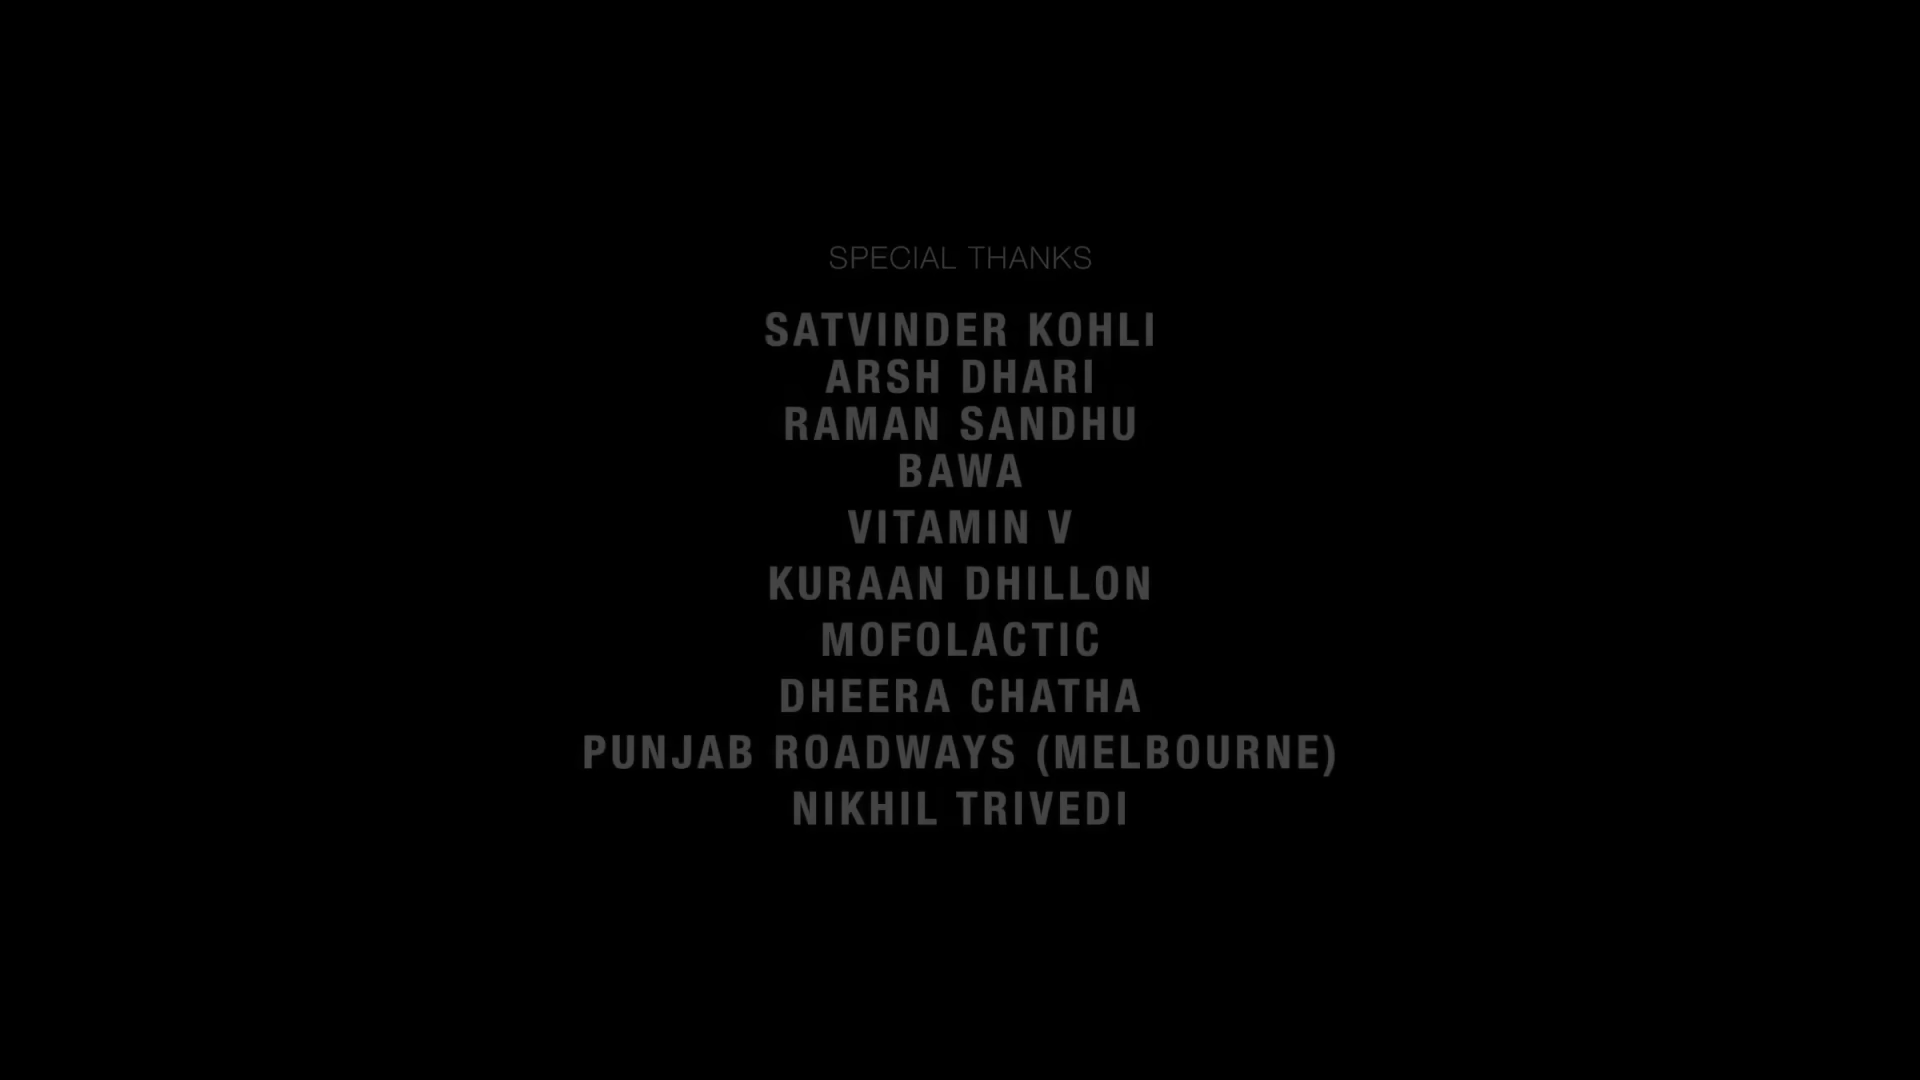 SPECIAL THANKS
SATVINDER KOHLI
ARSH DHARI
RAMAN SANDHU
BAWA
VITAMIN V
KURAAN DHILLON
MOFOLACTIC
DHEERA CHATHA
PUNJAB ROADWAYS (MELBOURNE)
NIKHIL TRIVEDI